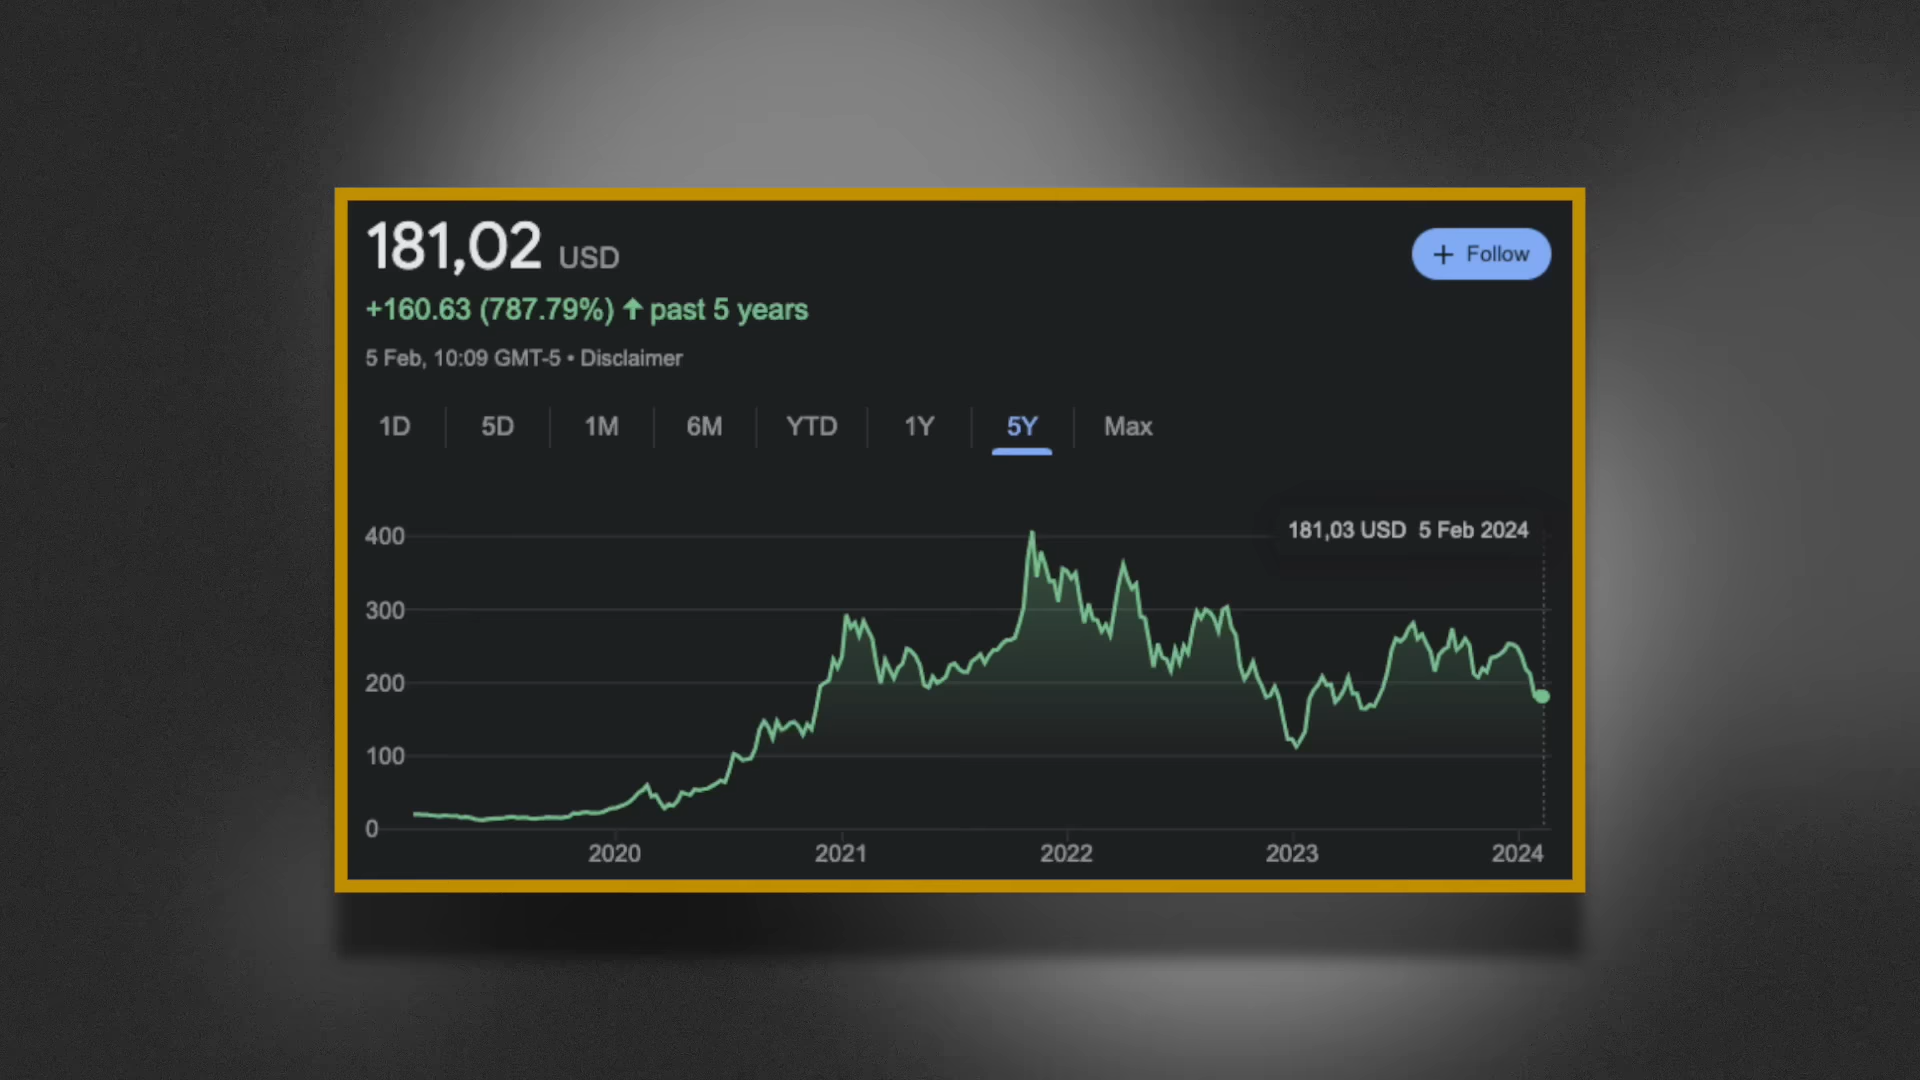 181,02 USD
+ Follow
+160.63 (787.79%) ↑ past 5 years
5 Feb, 10:09 GMT-5 • Disclaimer
1D 5D 1M 6M YTD 1Y 5Y Max
181,03 USD 5 Feb 2024
400
300
200
100
0
2020 2021 2022 2023 2024